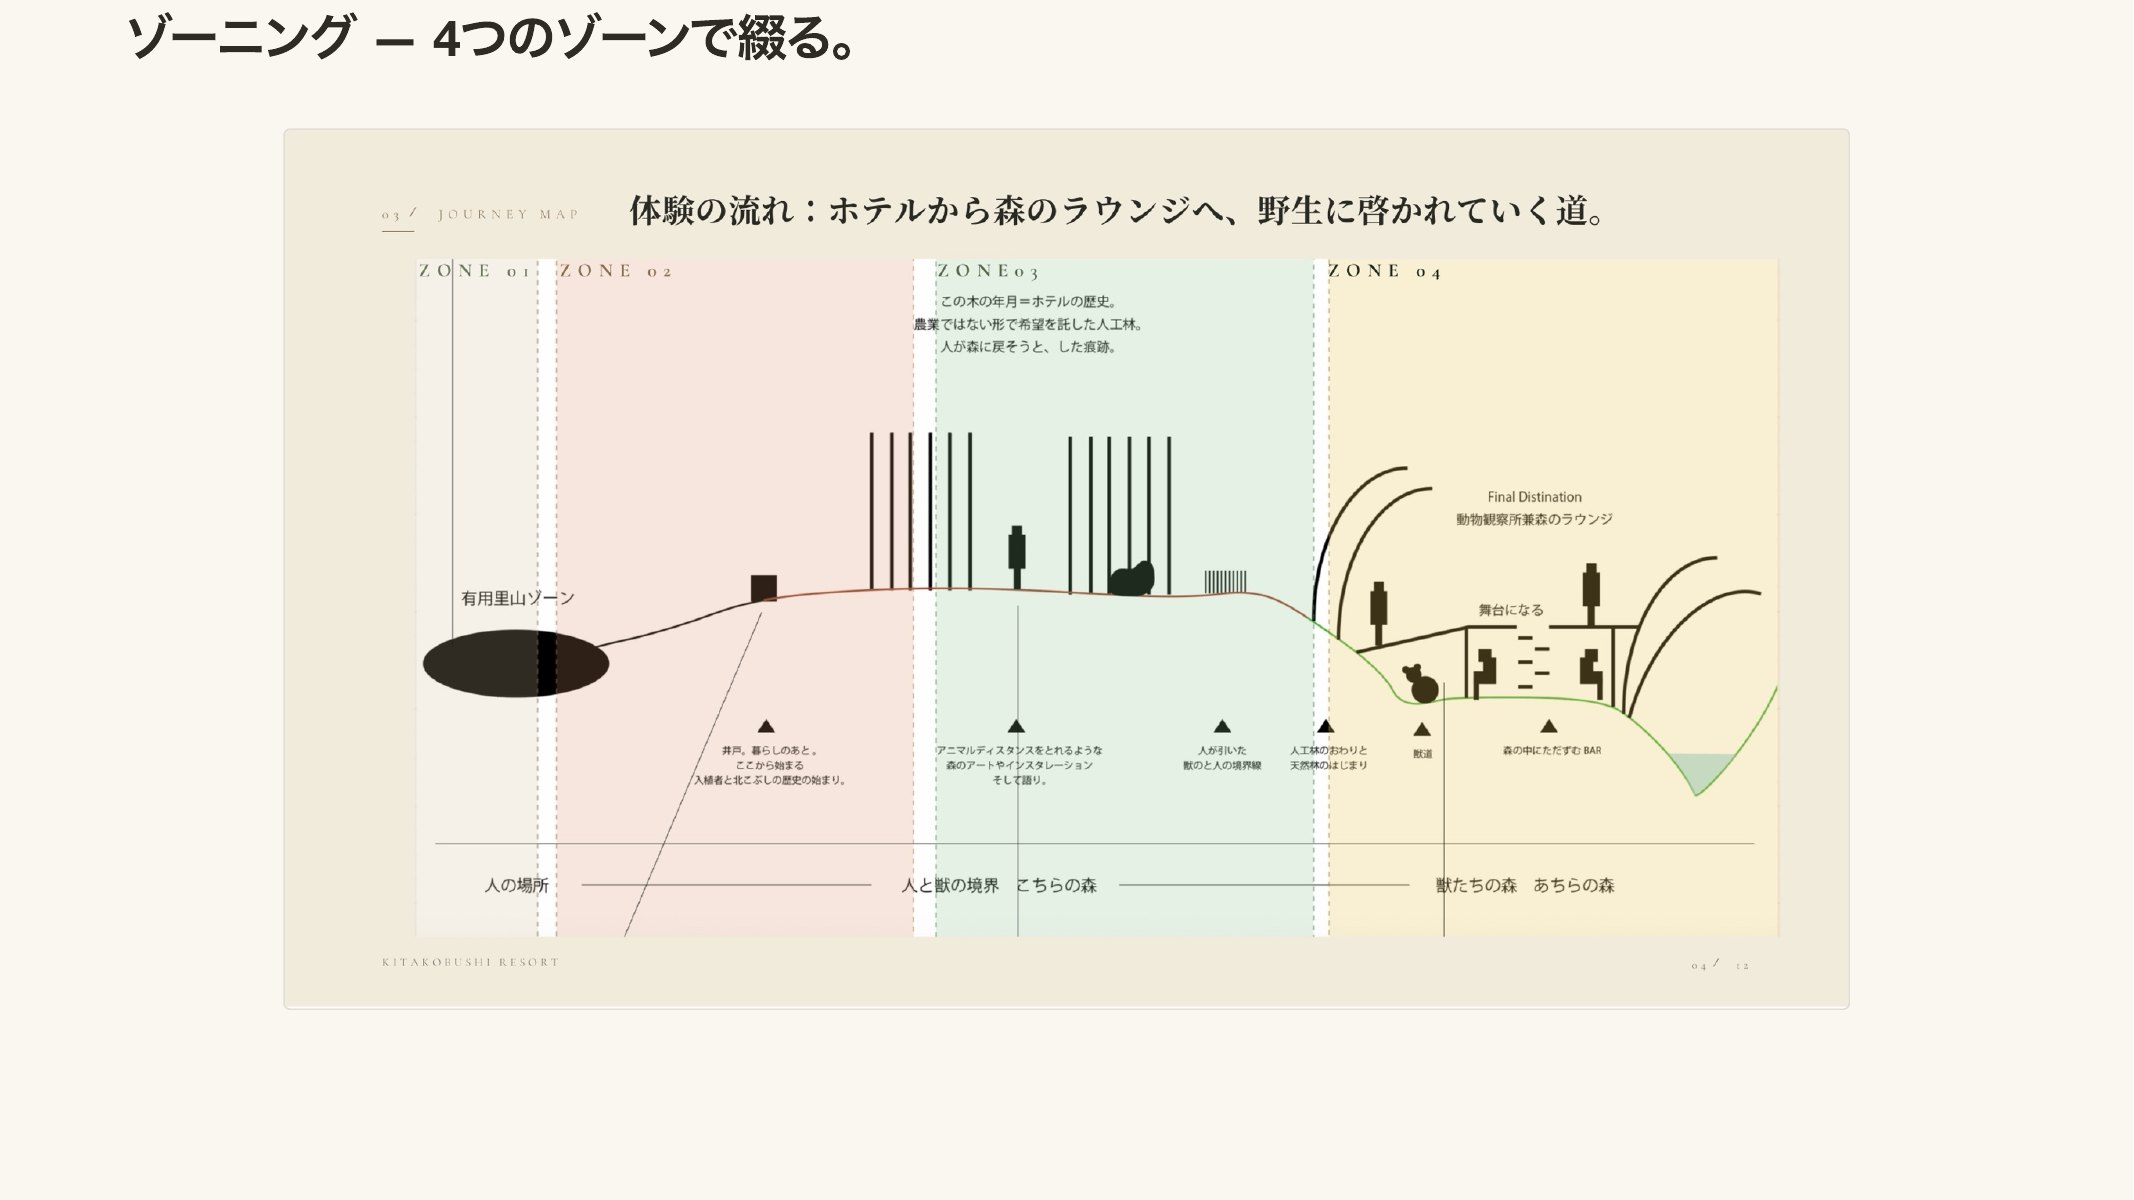 ゾーニング — 4つのゾーンで綴る。
03 / JOURNEY MAP
体験の流れ：ホテルから森のラウンジへ、野生に啓かれていく道。
ZONE 01
ZONE 02
ZONE03
ZONE 04
この木の年月＝ホテルの歴史。
農業ではない形で希望を託した人工林。
人が森に戻そうと、した痕跡。
Final Distination
動物観察所兼森のラウンジ
有用里山ゾーン
舞台になる
井戸。暮らしのあと。
ここから始まる
入植者と北こぶしの歴史の始まり。
アニマルディスタンスをとれるような
森のアートやインスタレーション
そして語り。
人が引いた
獣のと人の境界線
人工林のおわりと
天然林のはじまり
獣道
森の中にただずむ BAR
人の場所
人と獣の境界　こちらの森
獣たちの森　あちらの森
KITAKOBUSHI RESORT
04 / 12